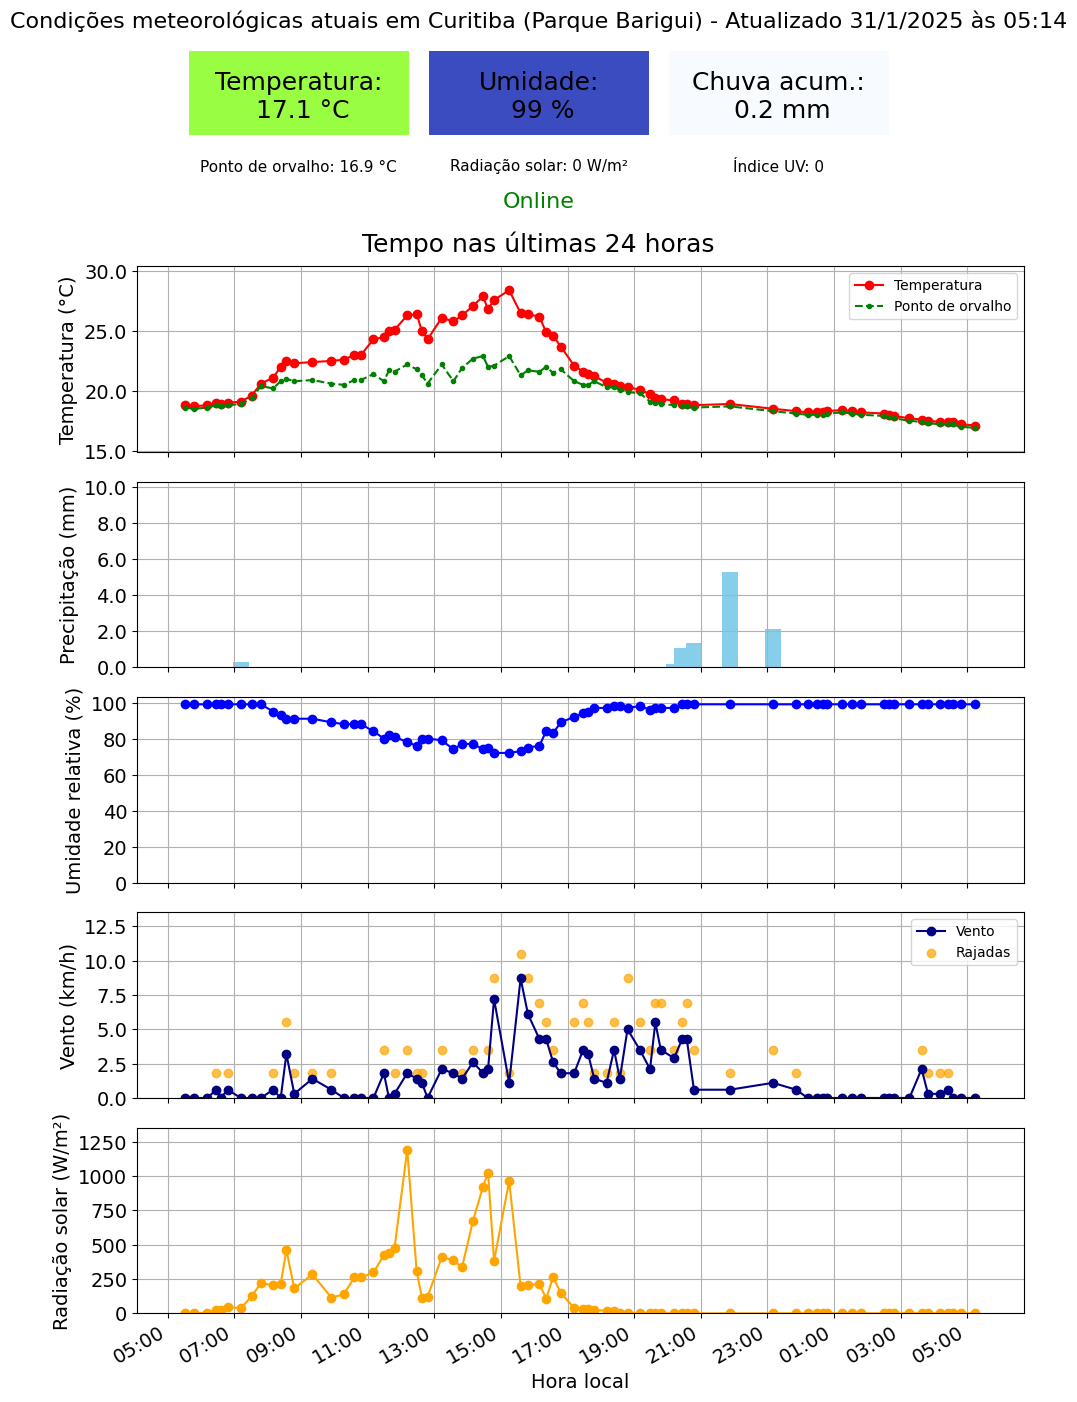 Condições meteorológicas atuais em Curitiba (Parque Barigui) - Atualizado 31/1/2025 às 05:14
Temperatura:
17.1 °C
Umidade:
99 %
Chuva acum.:
0.2 mm
Ponto de orvalho: 16.9 °C
Radiação solar: 0 W/m²
Índice UV: 0
Online
Tempo nas últimas 24 horas
Temperatura (°C)
30.0
25.0
20.0
15.0
Temperatura
Ponto de orvalho
Precipitação (mm)
10.0
8.0
6.0
4.0
2.0
0.0
Umidade relativa (%)
100
80
60
40
20
0
Vento (km/h)
12.5
10.0
7.5
5.0
2.5
0.0
Vento
Rajadas
Radiação solar (W/m²)
1250
1000
750
500
250
0
05:00
07:00
09:00
11:00
13:00
15:00
17:00
19:00
21:00
23:00
01:00
03:00
05:00
Hora local